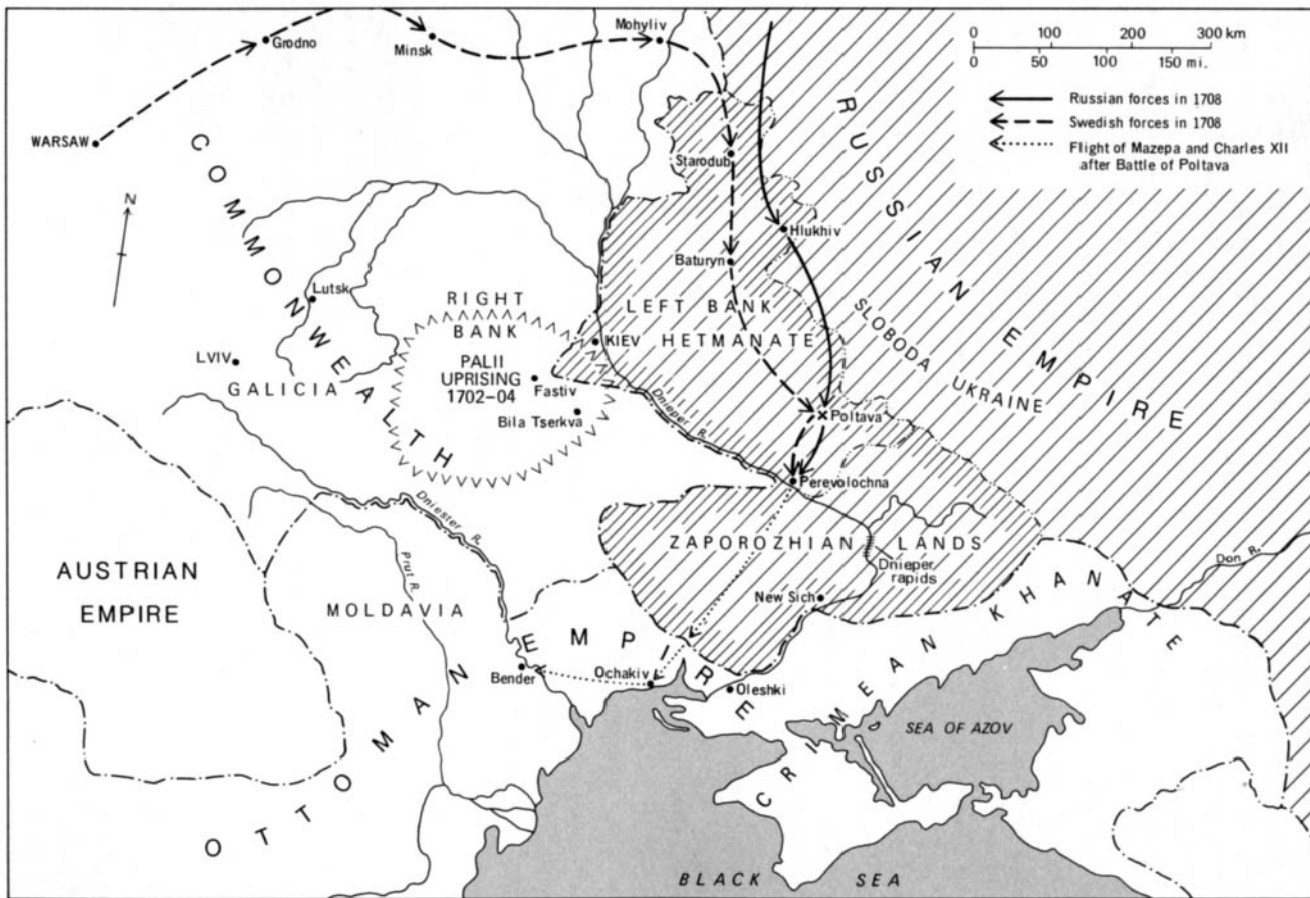 Grodno
Minsk
Mohyliv
WARSAW
0 100 200 300 km
0 50 100 150 mi.
Russian forces in 1708
Swedish forces in 1708
Flight of Mazepa and Charles XII
after Battle of Poltava
N
COMMONWEALTH
RUSSIAN EMPIRE
Starodub
Hlukhiv
Baturyn
Lutsk
RIGHT
BANK
LEFT BANK
HETMANATE
SLOBODA
UKRAINE
KIEV
LVIV
GALICIA
PALII
UPRISING
1702–04
Fastiv
Bila Tserkva
Dnieper R.
Poltava
Perevolochna
Dniester R.
Prut R.
ZAPOROZHIAN LANDS
Dnieper
rapids
New Sich
Don R.
AUSTRIAN
EMPIRE
MOLDAVIA
OTTOMAN EMPIRE
CRIMEAN KHANATE
Bender
Ochakiv
Oleshki
SEA OF AZOV
BLACK SEA